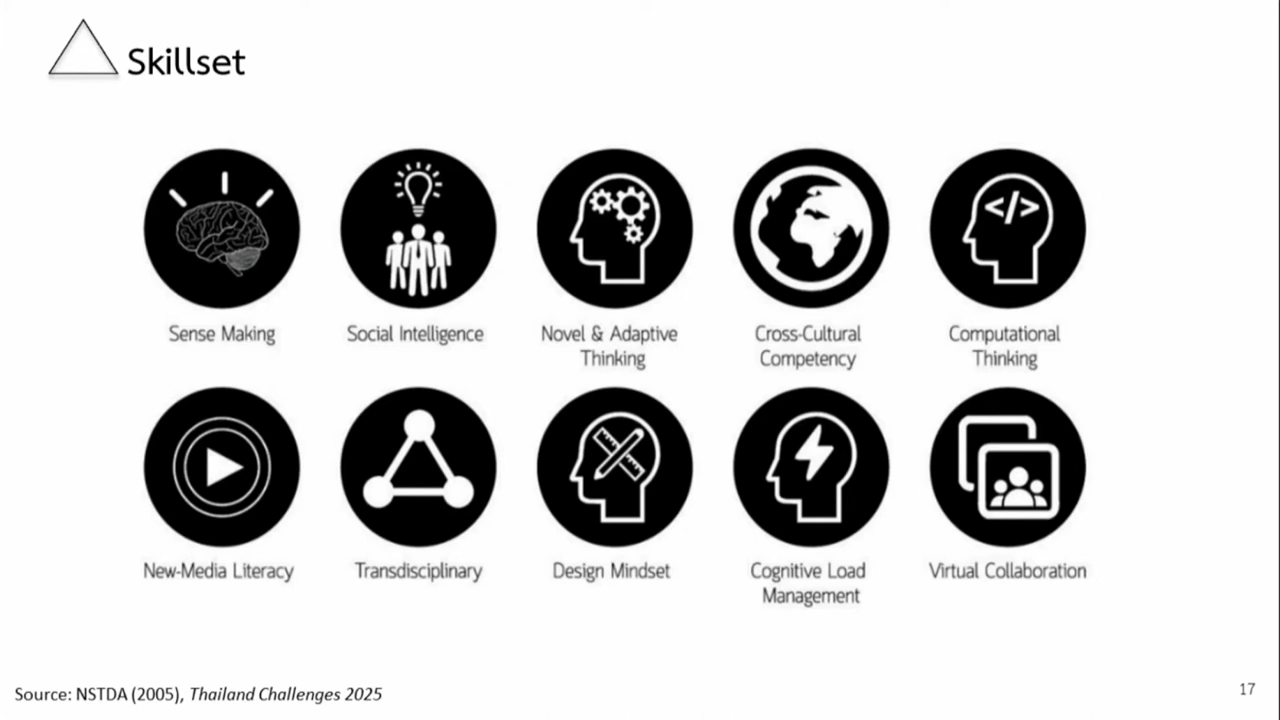 Skillset
Sense Making
Social Intelligence
Novel & Adaptive
Thinking
Cross-Cultural
Competency
Computational
Thinking
</>
New-Media Literacy
Transdisciplinary
Design Mindset
Cognitive Load
Management
Virtual Collaboration
Source: NSTDA (2005), Thailand Challenges 2025
17